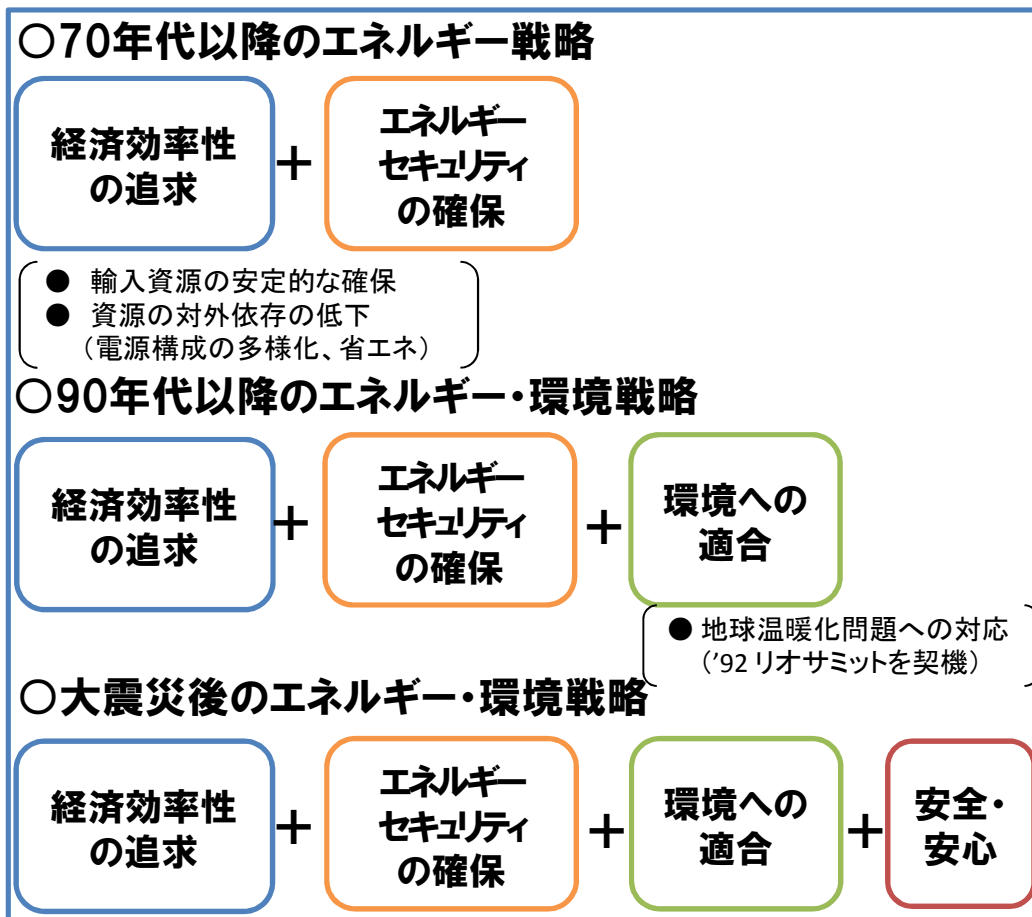 ○70年代以降のエネルギー戦略
経済効率性
の追求
＋
エネルギー
セキュリティ
の確保
● 輸入資源の安定的な確保
● 資源の対外依存の低下
（電源構成の多様化、省エネ）
○90年代以降のエネルギー・環境戦略
経済効率性
の追求
＋
エネルギー
セキュリティ
の確保
＋
環境への
適合
● 地球温暖化問題への対応
（’92 リオサミットを契機）
○大震災後のエネルギー・環境戦略
経済効率性
の追求
＋
エネルギー
セキュリティ
の確保
＋
環境への
適合
＋
安全・
安心